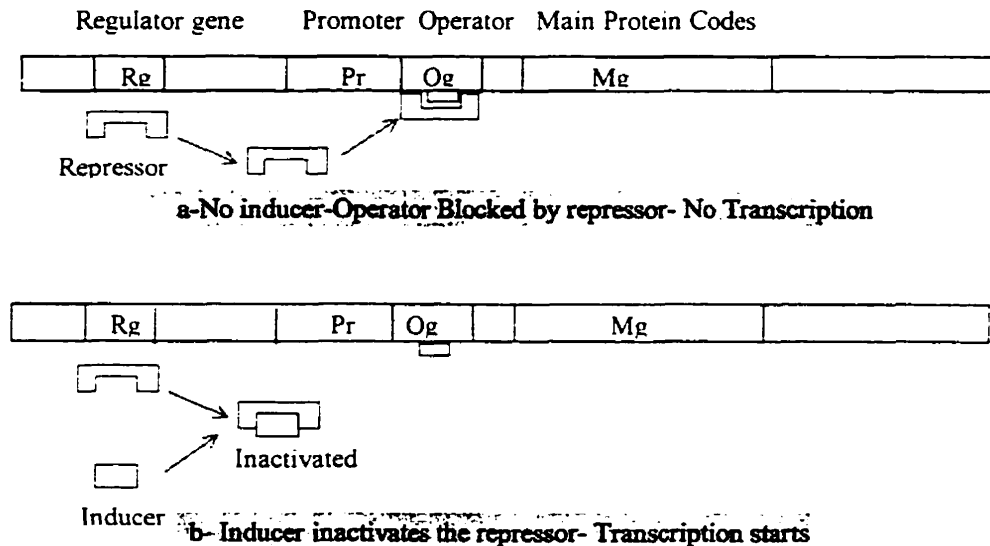 Regulator gene Promoter Operator Main Protein Codes
Rg Pr Og Mg
Repressor
a-No inducer-Operator Blocked by repressor- No Transcription
Rg Pr Og Mg
Inactivated
Inducer
b- Inducer inactivates the repressor- Transcription starts